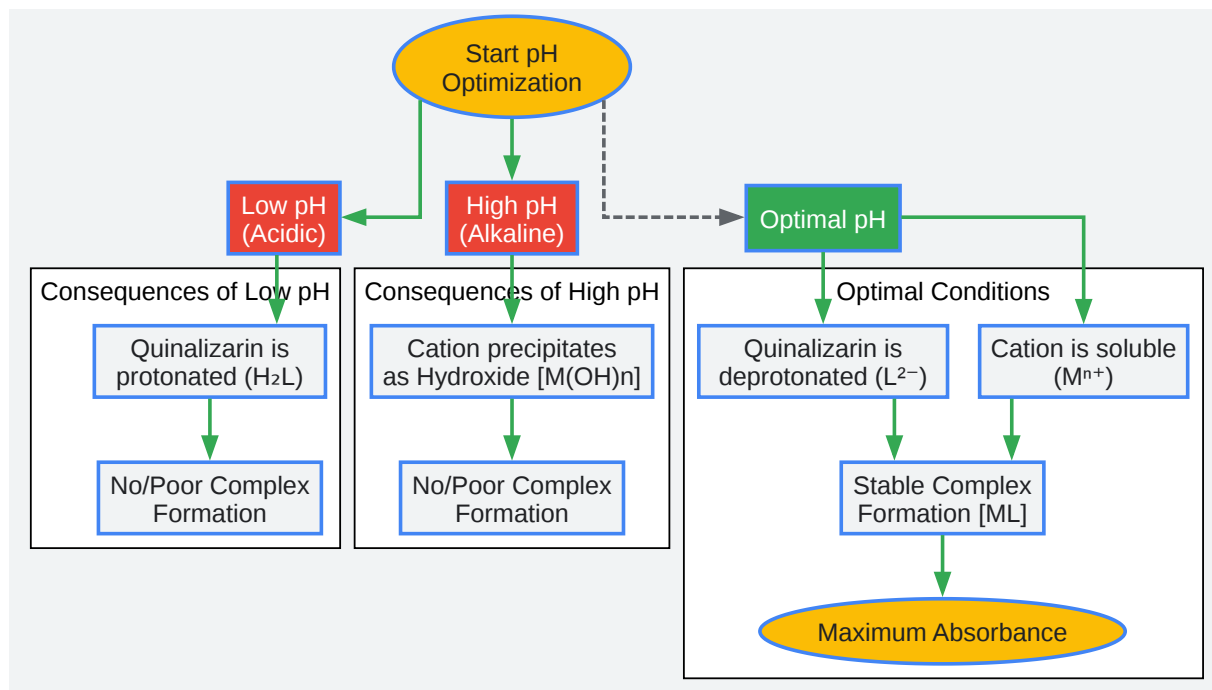 Start pH
Optimization
Low pH
(Acidic)
High pH
(Alkaline)
Optimal pH
Consequences of Low pH
Quinalizarin is
protonated (H₂L)
No/Poor Complex
Formation
Consequences of High pH
Cation precipitates
as Hydroxide [M(OH)n]
No/Poor Complex
Formation
Optimal Conditions
Quinalizarin is
deprotonated (L²⁻)
Cation is soluble
(Mⁿ⁺)
Stable Complex
Formation [ML]
Maximum Absorbance